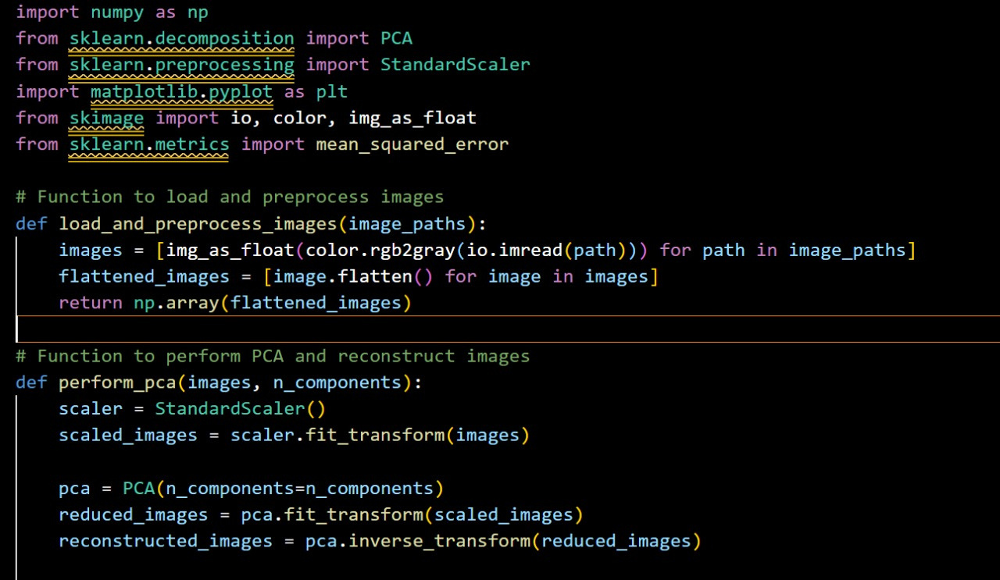 import numpy as np
from sklearn.decomposition import PCA
from sklearn.preprocessing import StandardScaler
import matplotlib.pyplot as plt
from skimage import io, color, img_as_float
from sklearn.metrics import mean_squared_error

# Function to load and preprocess images
def load_and_preprocess_images(image_paths):
    images = [img_as_float(color.rgb2gray(io.imread(path))) for path in image_paths]
    flattened_images = [image.flatten() for image in images]
    return np.array(flattened_images)

# Function to perform PCA and reconstruct images
def perform_pca(images, n_components):
    scaler = StandardScaler()
    scaled_images = scaler.fit_transform(images)

    pca = PCA(n_components=n_components)
    reduced_images = pca.fit_transform(scaled_images)
    reconstructed_images = pca.inverse_transform(reduced_images)